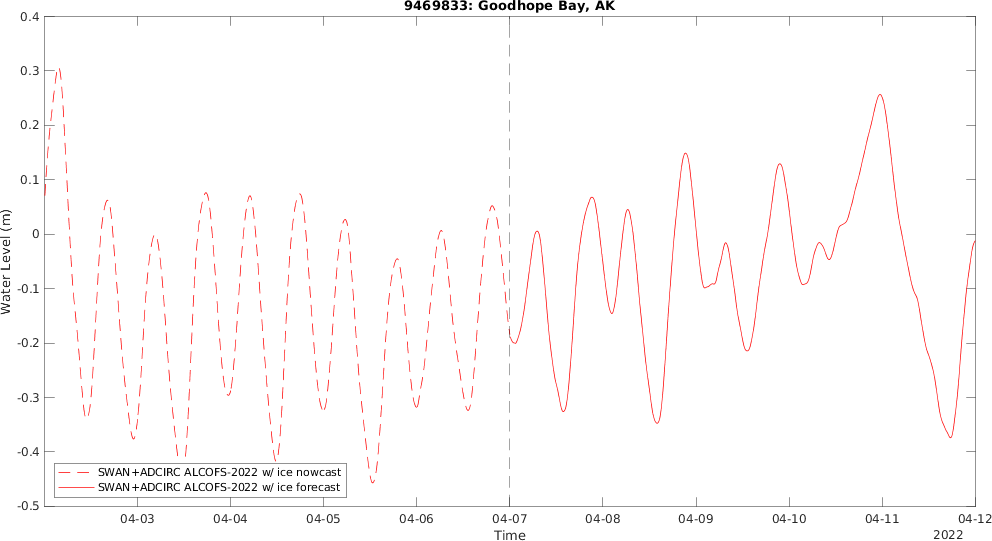 9469833: Goodhope Bay, AK
0.4
0.3
0.2
0.1
0
-0.1
-0.2
-0.3
-0.4
-0.5
Water Level (m)
SWAN+ADCIRC ALCOFS-2022 w/ ice nowcast
SWAN+ADCIRC ALCOFS-2022 w/ ice forecast
04-03 04-04 04-05 04-06 04-07 04-08 04-09 04-10 04-11 04-12
Time
2022